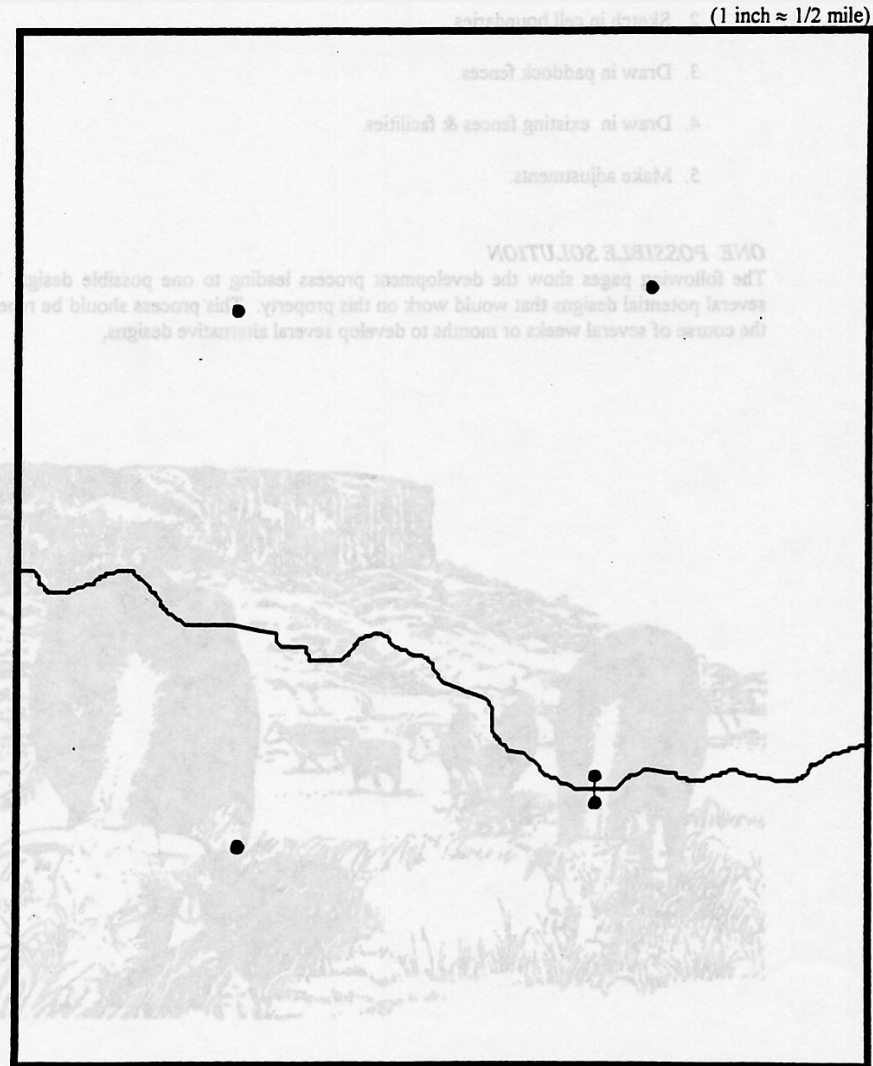 (1 inch ≈ 1/2 mile)
2. Sketch in cell boundaries
3. Draw in paddock fences.
4. Draw in existing fences & facilities.
5. Make adjustments.
ONE POSSIBLE SOLUTION
The following pages show the development process leading to one possible design.
several potential designs that would work on this property. This process should be
the course of several weeks or months to develop several alternative designs.